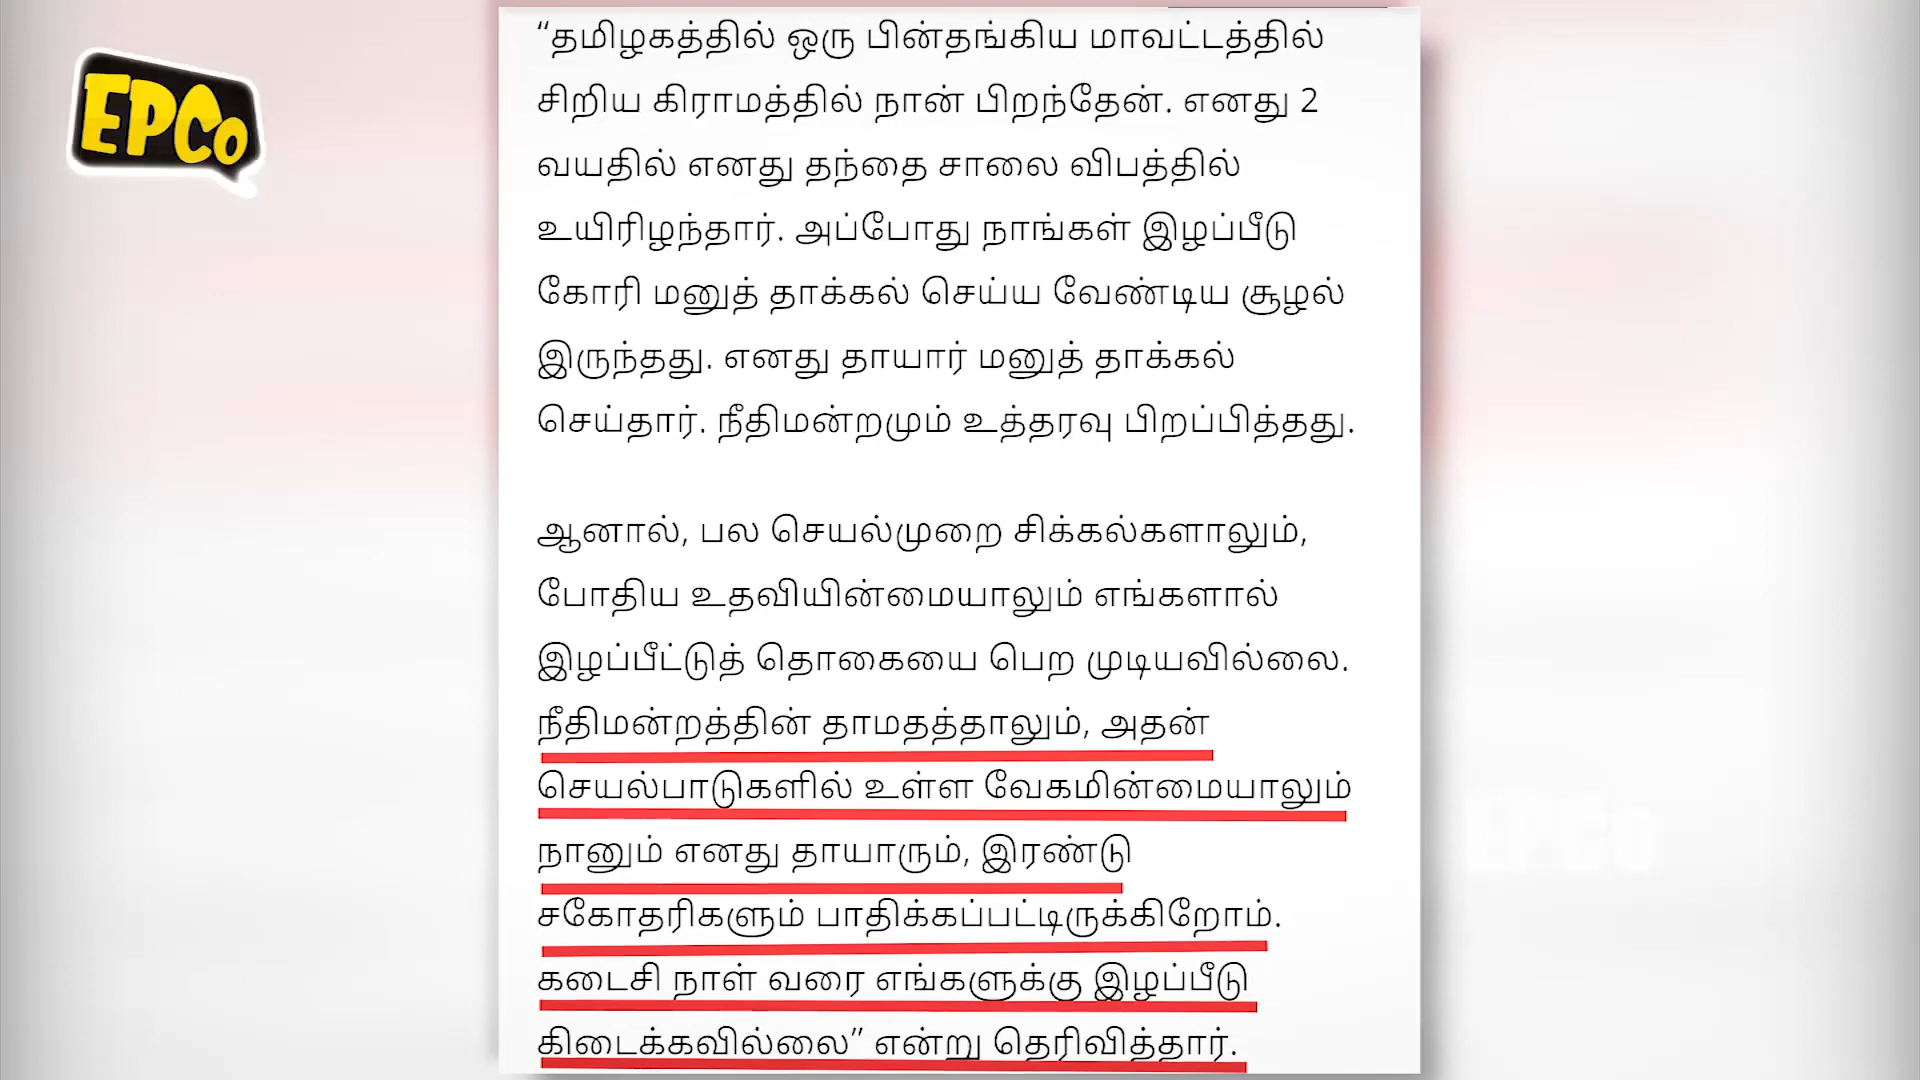 EPCo
“தமிழகத்தில் ஒரு பின்தங்கிய மாவட்டத்தில்
சிறிய கிராமத்தில் நான் பிறந்தேன். எனது 2
வயதில் எனது தந்தை சாலை விபத்தில்
உயிரிழந்தார். அப்போது நாங்கள் இழப்பீடு
கோரி மனுத் தாக்கல் செய்ய வேண்டிய சூழல்
இருந்தது. எனது தாயார் மனுத் தாக்கல்
செய்தார். நீதிமன்றமும் உத்தரவு பிறப்பித்தது.
ஆனால், பல செயல்முறை சிக்கல்களாலும்,
போதிய உதவியின்மையாலும் எங்களால்
இழப்பீட்டுத் தொகையை பெற முடியவில்லை.
நீதிமன்றத்தின் தாமதத்தாலும், அதன்
செயல்பாடுகளில் உள்ள வேகமின்மையாலும்
நானும் எனது தாயாரும், இரண்டு
சகோதரிகளும் பாதிக்கப்பட்டிருக்கிறோம்.
கடைசி நாள் வரை எங்களுக்கு இழப்பீடு
கிடைக்கவில்லை” என்று தெரிவித்தார்.
EPCo